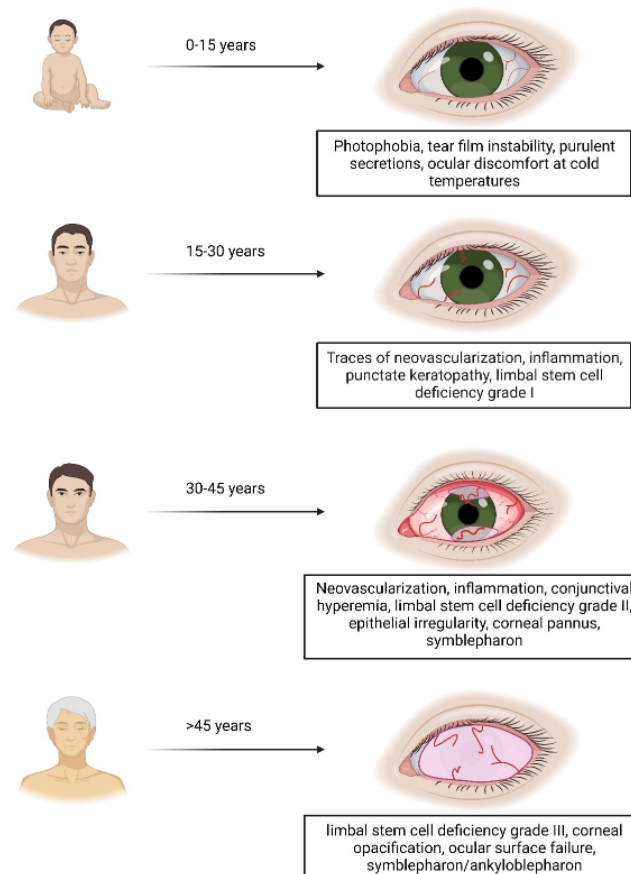 0-15 years
Photophobia, tear film instability, purulent
secretions, ocular discomfort at cold
temperatures
15-30 years
Traces of neovascularization, inflammation,
punctate keratopathy, limbal stem cell
deficiency grade I
30-45 years
Neovascularization, inflammation, conjunctival
hyperemia, limbal stem cell deficiency grade II,
epithelial irregularity, corneal pannus,
symblepharon
>45 years
limbal stem cell deficiency grade III, corneal
opacification, ocular surface failure,
symblepharon/ankyloblepharon